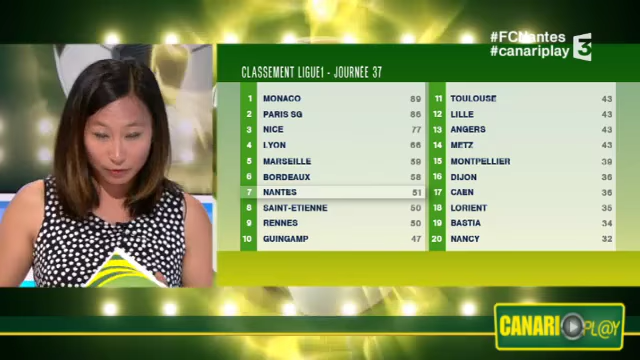 #FCNantes
#canariplay 3
CLASSEMENT LIGUE1 - JOURNÉE 37
1 MONACO 89
2 PARIS SG 86
3 NICE 77
4 LYON 66
5 MARSEILLE 59
6 BORDEAUX 58
7 NANTES 51
8 SAINT-ETIENNE 50
9 RENNES 50
10 GUINGAMP 47
11 TOULOUSE 43
12 LILLE 43
13 ANGERS 43
14 METZ 43
15 MONTPELLIER 39
16 DIJON 36
17 CAEN 36
18 LORIENT 35
19 BASTIA 34
20 NANCY 32
CANARI PL@Y